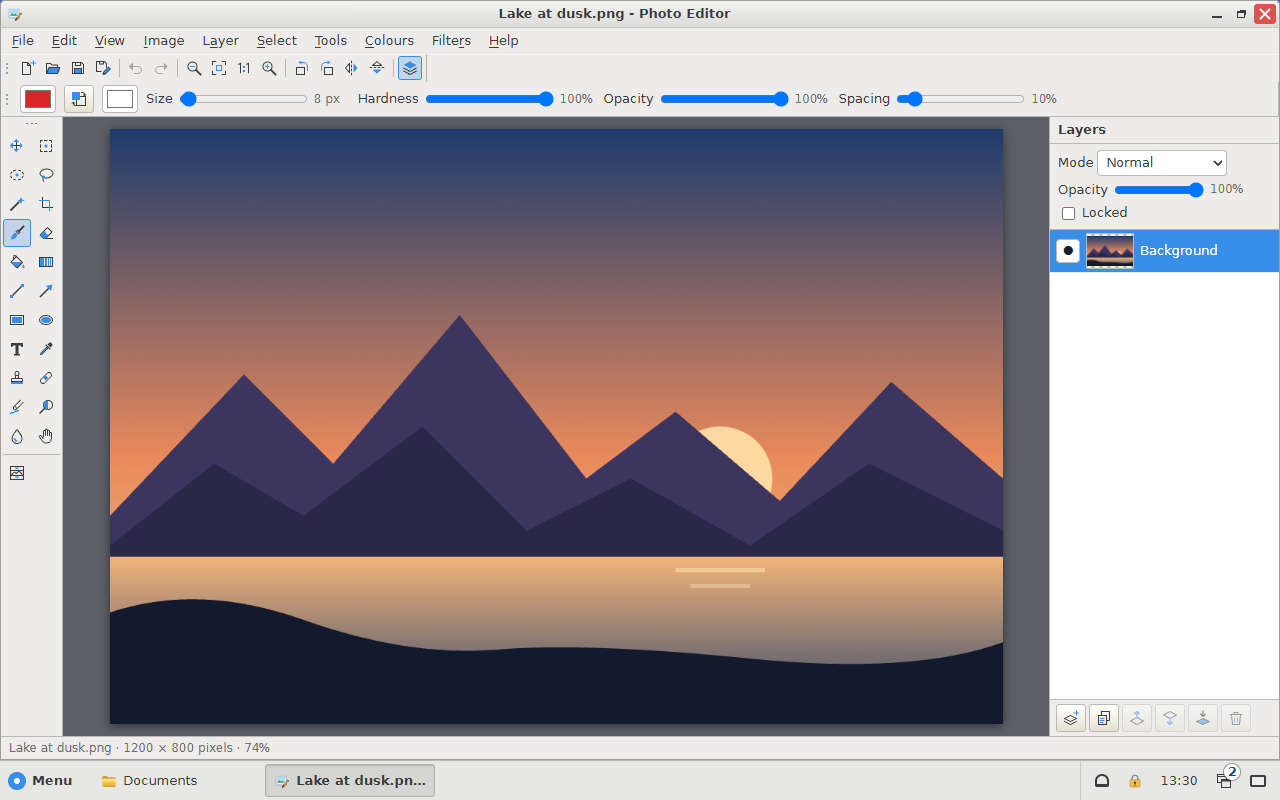 Lake at dusk.png - Photo Editor
File Edit View Image Layer Select Tools Colours Filters Help
1:1
Size 8 px Hardness 100% Opacity 100% Spacing 10%
Layers
Mode Normal
Opacity 100%
Locked
Background
T
Lake at dusk.png · 1200 × 800 pixels · 74%
Menu Documents Lake at dusk.pn... 13:30 2